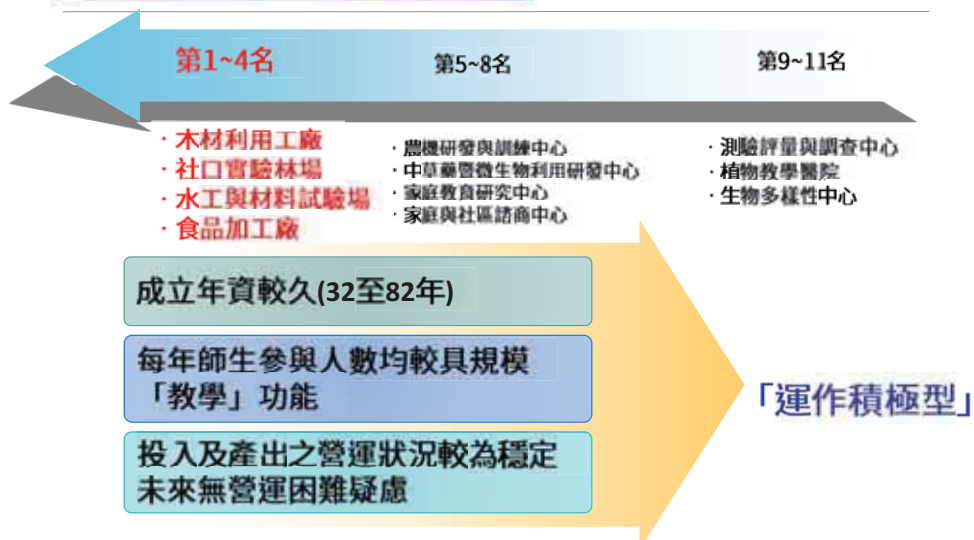 第1~4名
第5~8名
第9~11名
· 木材利用工廠
· 社口實驗林場
· 水工與材料試驗場
· 食品加工廠
· 農機研發與訓練中心
· 中草藥暨微生物利用研發中心
· 家庭教育研究中心
· 家庭與社區諮商中心
· 測驗評量與調查中心
· 植物教學醫院
· 生物多樣性中心
成立年資較久(32至82年)
每年師生參與人數均較具規模
「教學」功能
投入及產出之營運狀況較為穩定
未來無營運困難疑慮
「運作積極型」